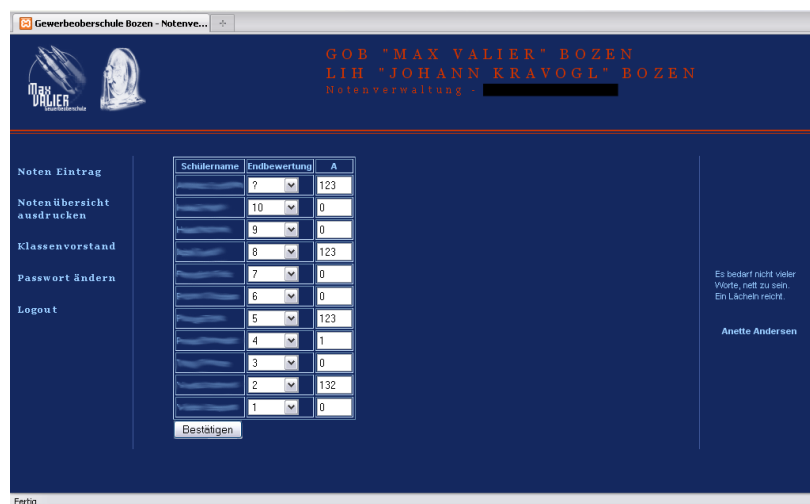 Gewerbeoberschule Bozen - Notenve...
Max
VALIER
Gewerbeoberschule
GOB "MAX VALIER" BOZEN
LIH "JOHANN KRAVOGL" BOZEN
Notenverwaltung -
Noten Eintrag
Notenübersicht
ausdrucken
Klassenvorstand
Passwort ändern
Logout
Schülername Endbewertung A
? 123
10 0
9 0
8 123
7 0
6 0
5 123
4 1
3 0
2 132
1 0
Bestätigen
Es bedarf nicht vieler
Worte, nett zu sein.
Ein Lächeln reicht.
Anette Andersen
Fertig